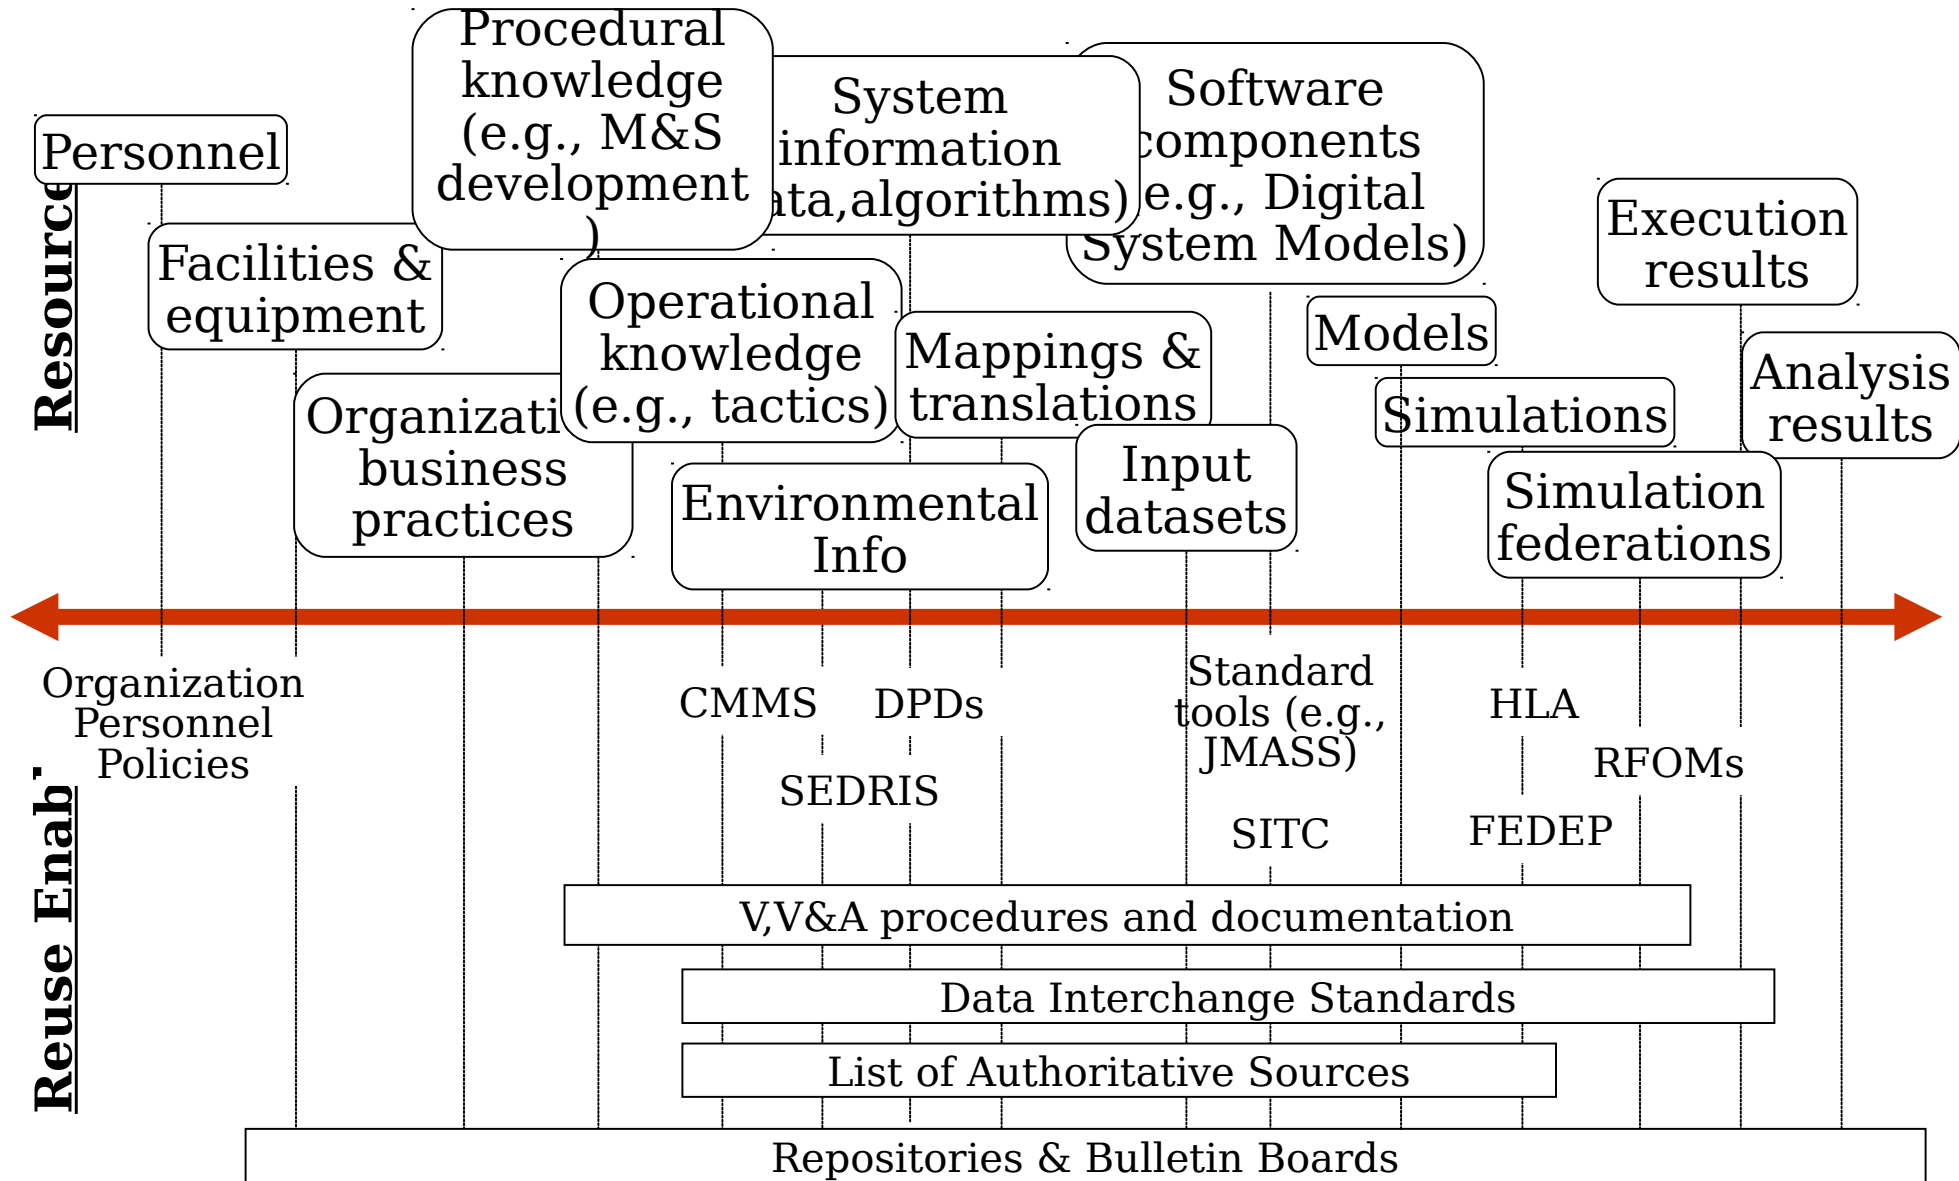 Resource
Personnel
Facilities &
equipment
Procedural
knowledge
(e.g., M&S
development
)
Organizati
business
practices
System
information
ata,algorithms)
Operational
knowledge
(e.g., tactics)
Environmental
Info
Mappings &
translations
Software
components
e.g., Digital
System Models)
Input
datasets
Models
Simulations
Simulation
federations
Execution
results
Analysis
results
Reuse Enab
Organization
Personnel
Policies
CMMS
DPDs
SEDRIS
Standard
tools (e.g.,
JMASS)
SITC
HLA
RFOMs
FEDEP
V,V&A procedures and documentation
Data Interchange Standards
List of Authoritative Sources
Repositories & Bulletin Boards